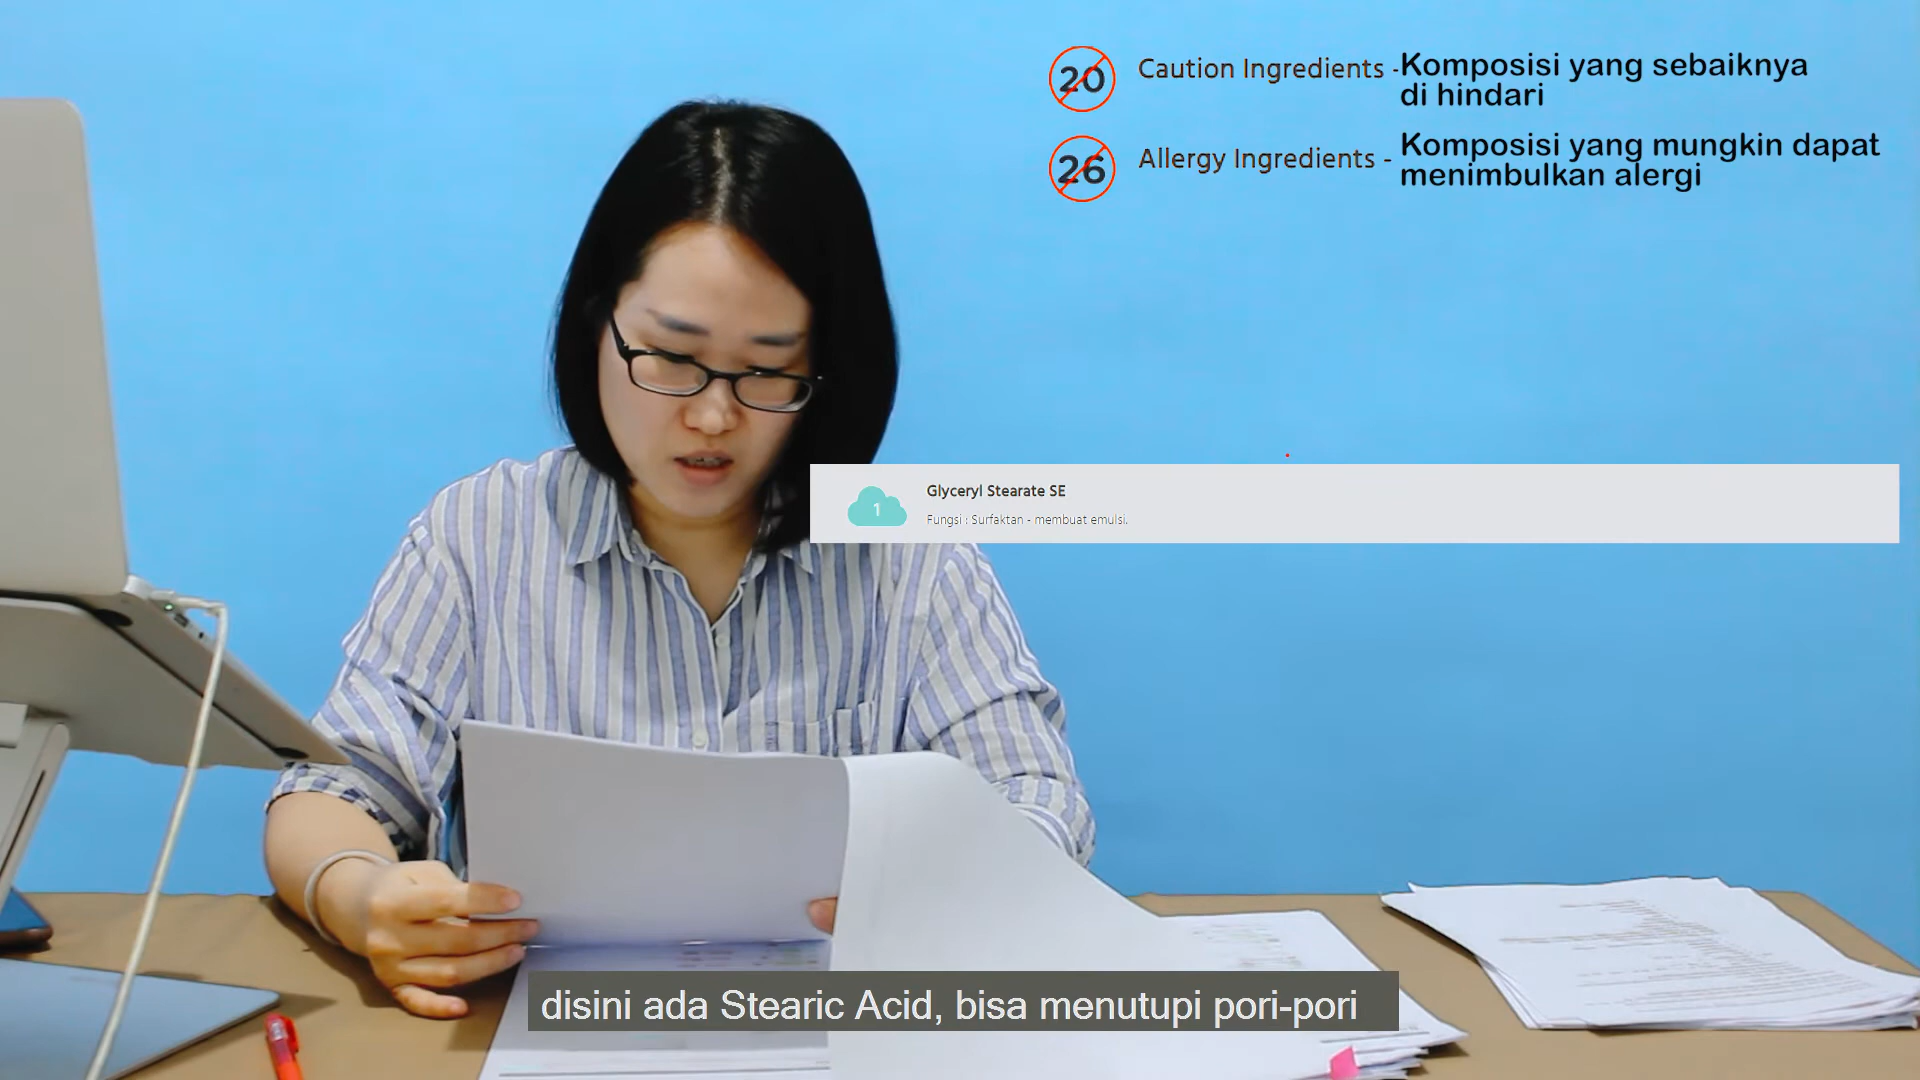 20 Caution Ingredients - Komposisi yang sebaiknya
di hindari
26 Allergy Ingredients - Komposisi yang mungkin dapat
menimbulkan alergi
Glyceryl Stearate SE
1
Fungsi : Surfaktan - membuat emulsi.
disini ada Stearic Acid, bisa menutupi pori-pori